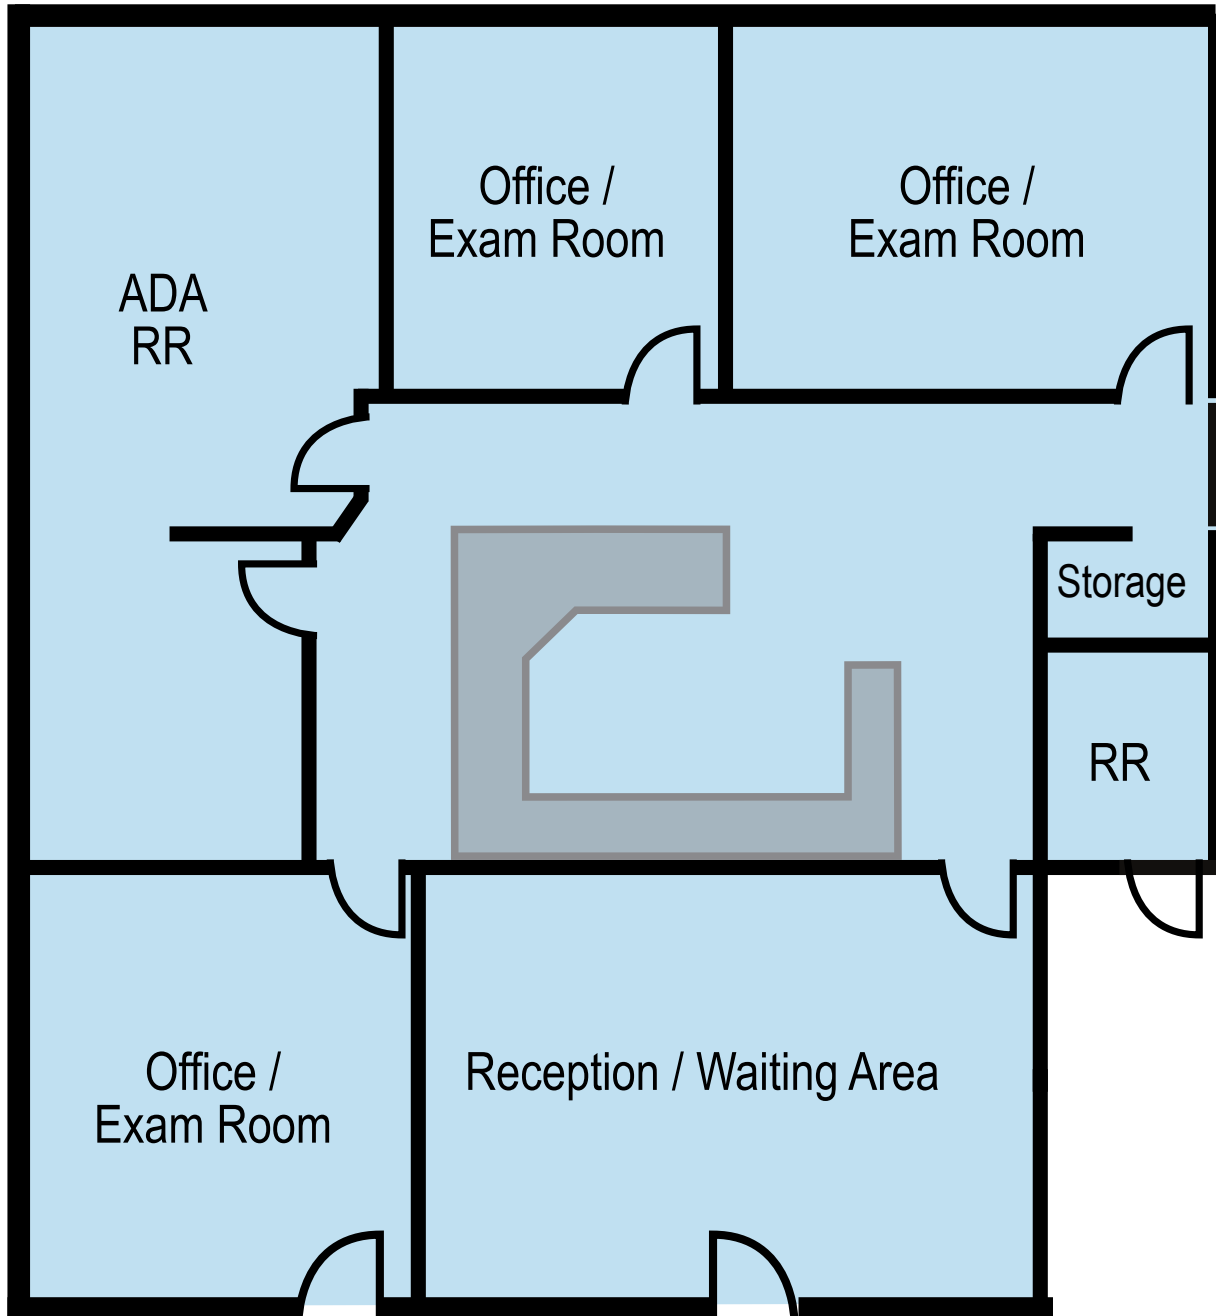 Office /
Exam Room
Office /
Exam Room
ADA
RR
Storage
RR
Office /
Exam Room
Reception / Waiting Area